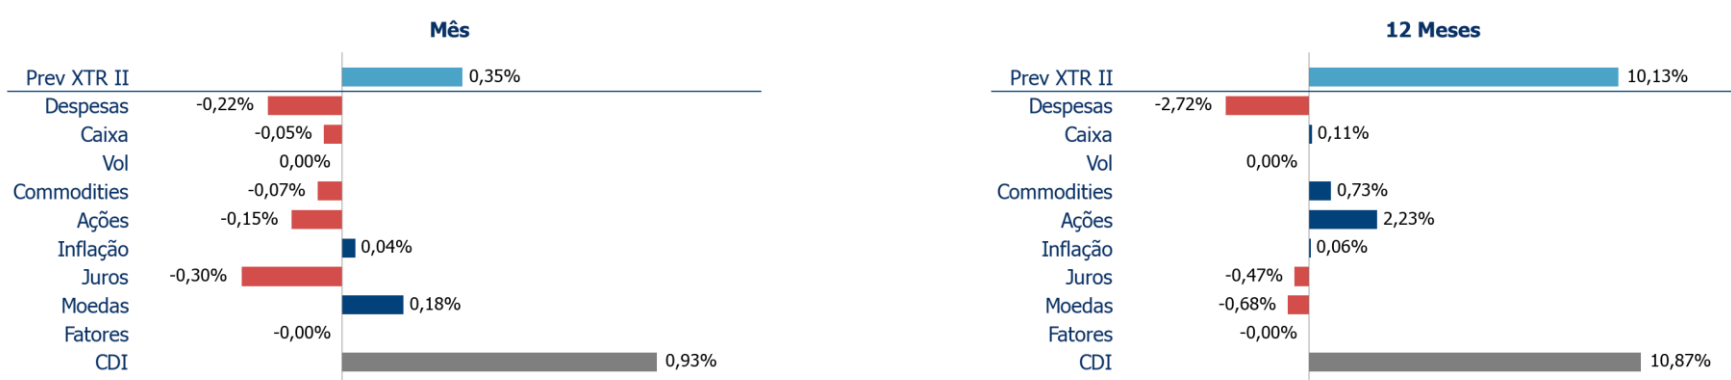 Mês
Prev XTR II 0,35%
Despesas -0,22%
Caixa -0,05%
Vol 0,00%
Commodities -0,07%
Ações -0,15%
Inflação 0,04%
Juros -0,30%
Moedas 0,18%
Fatores -0,00%
CDI 0,93%
12 Meses
Prev XTR II 10,13%
Despesas -2,72%
Caixa 0,11%
Vol 0,00%
Commodities 0,73%
Ações 2,23%
Inflação 0,06%
Juros -0,47%
Moedas -0,68%
Fatores -0,00%
CDI 10,87%